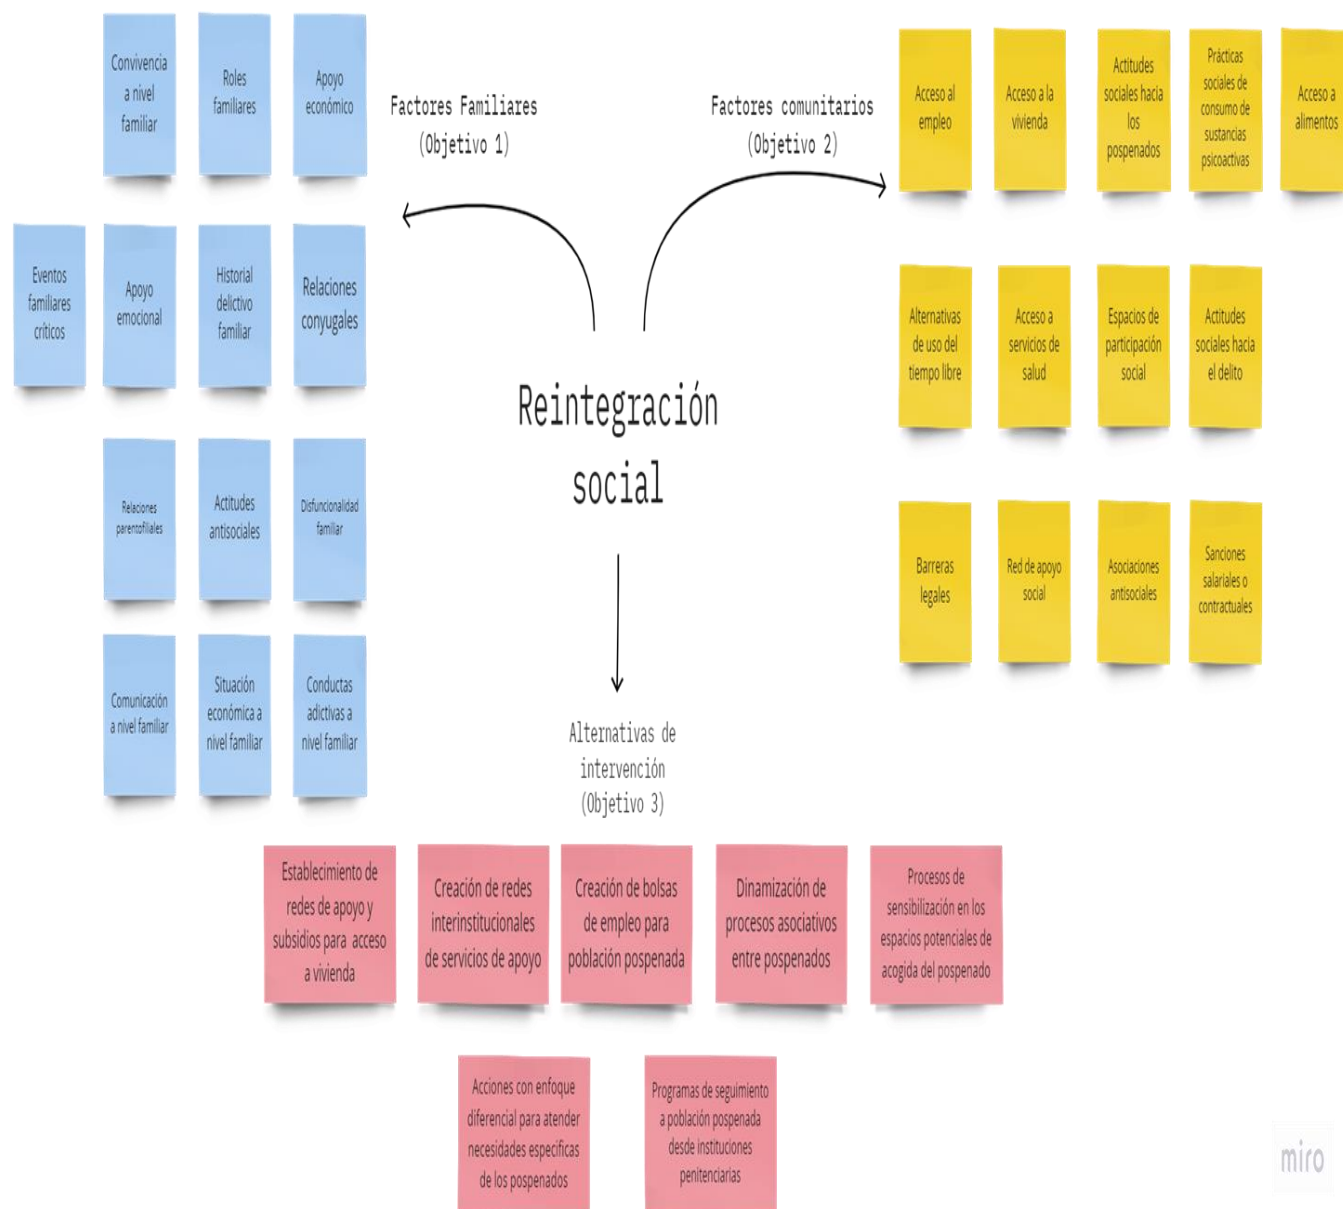 Convivencia
a nivel
familiar
Roles
familiares
Apoyo
económico
Factores Familiares
(Objetivo 1)
Factores comunitarios
(Objetivo 2)
Acceso al
empleo
Acceso a la
vivienda
Actitudes
sociales hacia
los
pospenados
Prácticas
sociales de
consumo de
sustancias
psicoactivas
Acceso a
alimentos
Eventos
familiares
críticos
Apoyo
emocional
Historial
delictivo
familiar
Relaciones
conyugales
Alternativas
de uso del
tiempo libre
Acceso a
servicios de
salud
Espacios de
participación
social
Actitudes
sociales hacia
el delito
Reintegración
social
Relaciones
parentofiliales
Actitudes
antisociales
Disfuncionalidad
familiar
Barreras
legales
Red de apoyo
social
Asociaciones
antisociales
Sanciones
salariales o
contractuales
Comunicación
a nivel familiar
Situación
económica a
nivel familiar
Conductas
adictivas a
nivel familiar
Alternativas de
intervención
(Objetivo 3)
Establecimiento de
redes de apoyo y
subsidios para acceso
a vivienda
Creación de redes
interinstitucionales
de servicios de apoyo
Creación de bolsas
de empleo para
población pospenada
Dinamización de
procesos asociativos
entre pospenados
Procesos de
sensibilización en los
espacios potenciales de
acogida del pospenado
Acciones con enfoque
diferencial para atender
necesidades especificas
de los pospenados
Programas de seguimiento
a población pospenada
desde instituciones
penitenciarias
miro